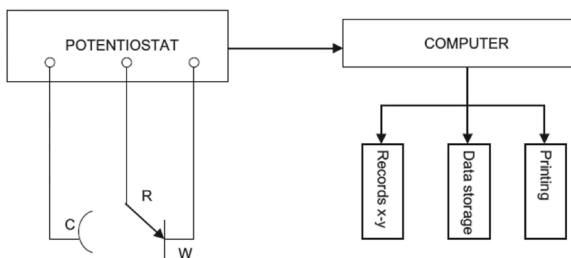 POTENTIOSTAT
COMPUTER
Records x-y
Data storage
Printing
R
C
W